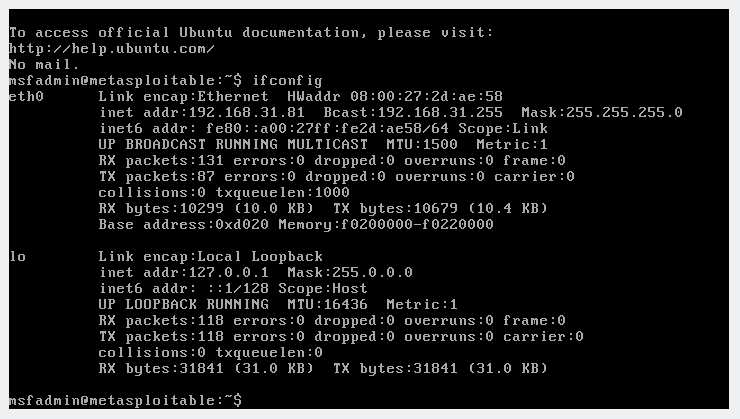 To access official Ubuntu documentation, please visit:
http://help.ubuntu.com/
No mail.
msfadmin@metasploitable:~$ ifconfig
eth0      Link encap:Ethernet  HWaddr 08:00:27:2d:ae:58
          inet addr:192.168.31.81  Bcast:192.168.31.255  Mask:255.255.255.0
          inet6 addr: fe80::a00:27ff:fe2d:ae58/64 Scope:Link
          UP BROADCAST RUNNING MULTICAST  MTU:1500  Metric:1
          RX packets:131 errors:0 dropped:0 overruns:0 frame:0
          TX packets:87 errors:0 dropped:0 overruns:0 carrier:0
          collisions:0 txqueuelen:1000
          RX bytes:10299 (10.0 KB)  TX bytes:10679 (10.4 KB)
          Base address:0xd020 Memory:f0200000-f0220000
lo        Link encap:Local Loopback
          inet addr:127.0.0.1  Mask:255.0.0.0
          inet6 addr: ::1/128 Scope:Host
          UP LOOPBACK RUNNING  MTU:16436  Metric:1
          RX packets:118 errors:0 dropped:0 overruns:0 frame:0
          TX packets:118 errors:0 dropped:0 overruns:0 carrier:0
          collisions:0 txqueuelen:0
          RX bytes:31841 (31.0 KB)  TX bytes:31841 (31.0 KB)
msfadmin@metasploitable:~$